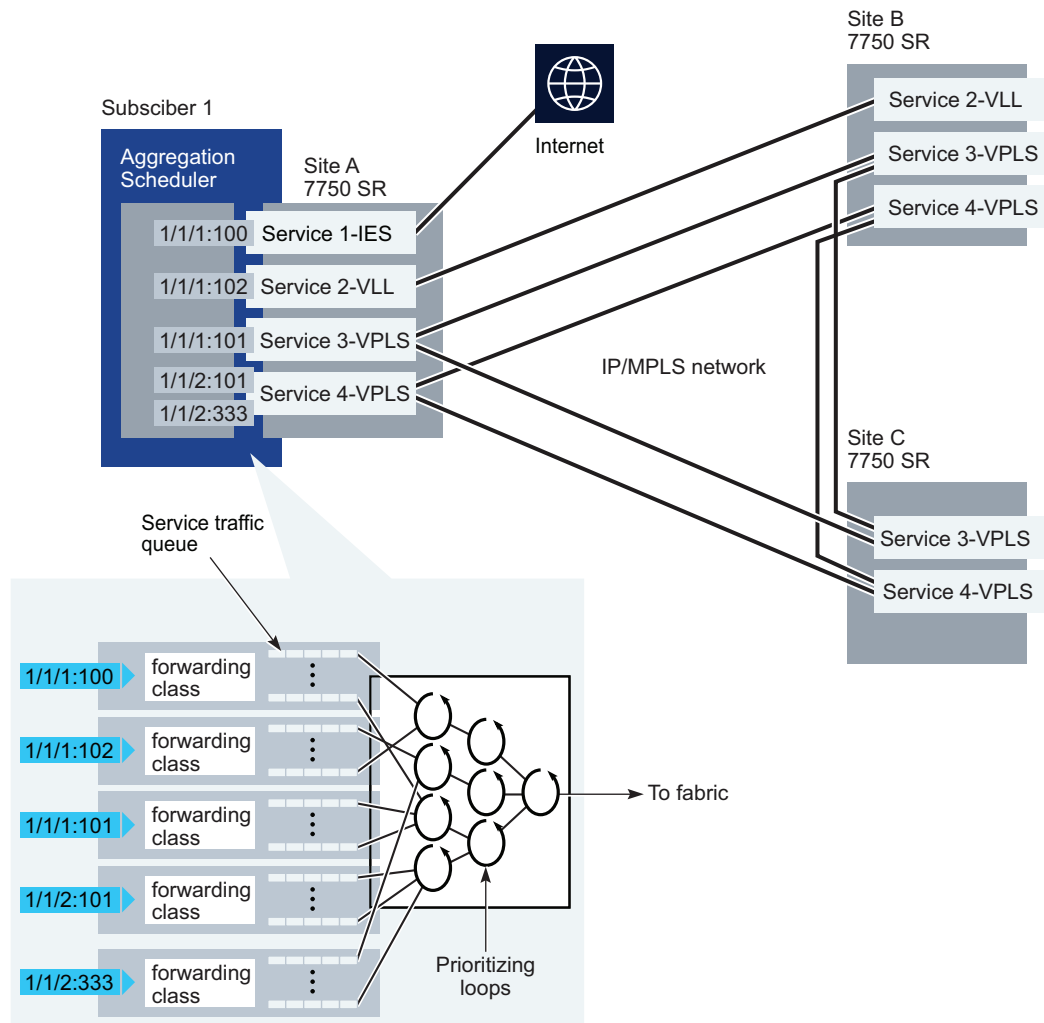 Site B
7750 SR
Service 2-VLL
Service 3-VPLS
Service 4-VPLS
Internet
Subsciber 1
Aggregation
Scheduler
Site A
7750 SR
1/1/1:100
Service 1-IES
1/1/1:102
Service 2-VLL
1/1/1:101
Service 3-VPLS
1/1/2:101
1/1/2:333
Service 4-VPLS
IP/MPLS network
Site C
7750 SR
Service 3-VPLS
Service 4-VPLS
Service traffic
queue
1/1/1:100
forwarding
class
1/1/1:102
forwarding
class
1/1/1:101
forwarding
class
1/1/2:101
forwarding
class
1/1/2:333
forwarding
class
To fabric
Prioritizing
loops